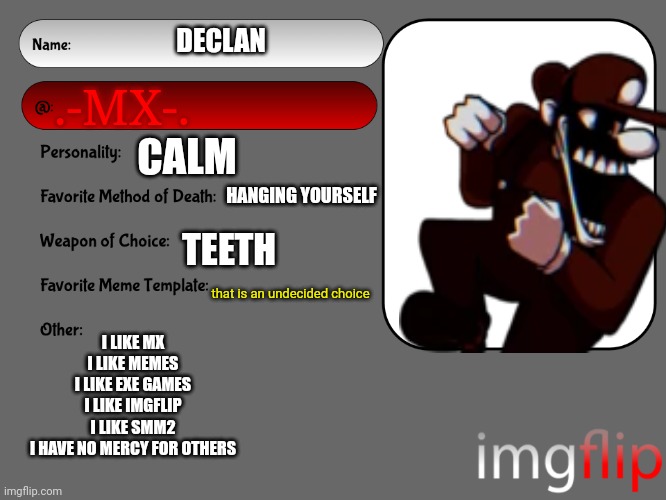 Name: DECLAN
@: .-MX-.
Personality: CALM
Favorite Method of Death: HANGING YOURSELF
Weapon of Choice: TEETH
Favorite Meme Template: that is an undecided choice
Other:
I LIKE MX
I LIKE MEMES
I LIKE EXE GAMES
I LIKE IMGFLIP
I LIKE SMM2
I HAVE NO MERCY FOR OTHERS
imgflip
imgflip.com